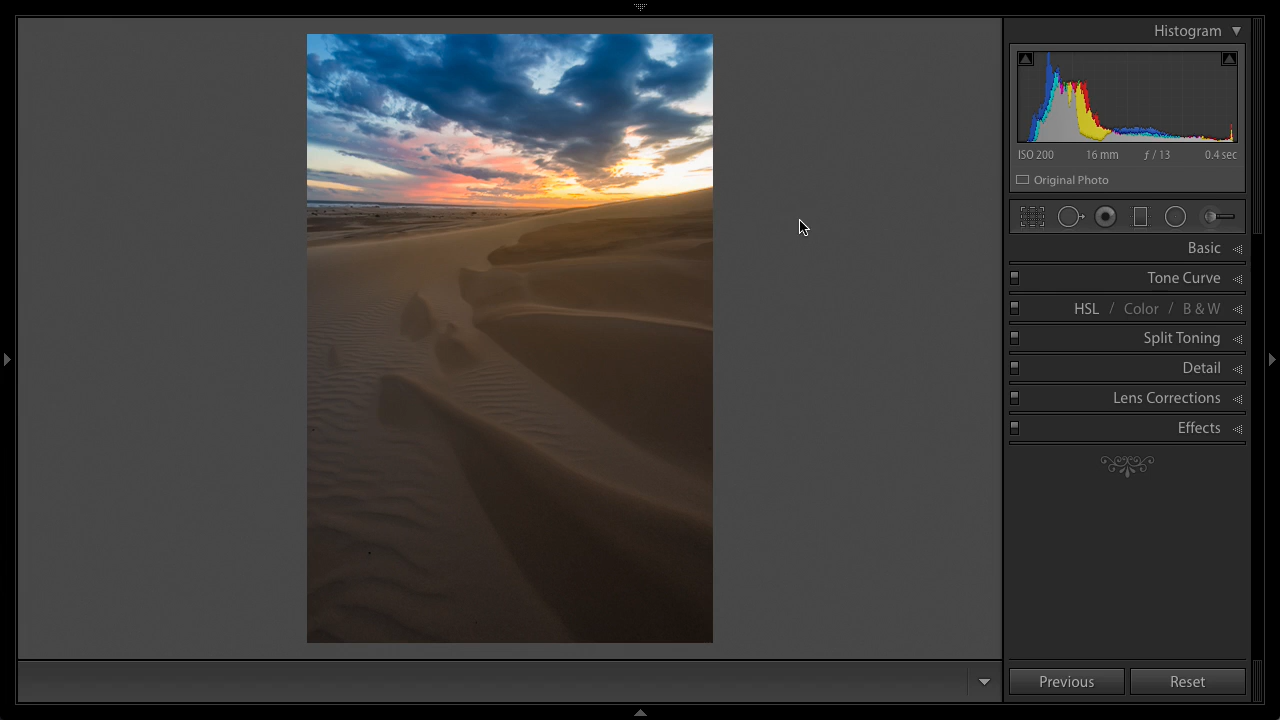 Histogram
ISO 200 16 mm ƒ / 13 0.4 sec
Original Photo
Basic
Tone Curve
HSL / Color / B & W
Split Toning
Detail
Lens Corrections
Effects
Previous Reset